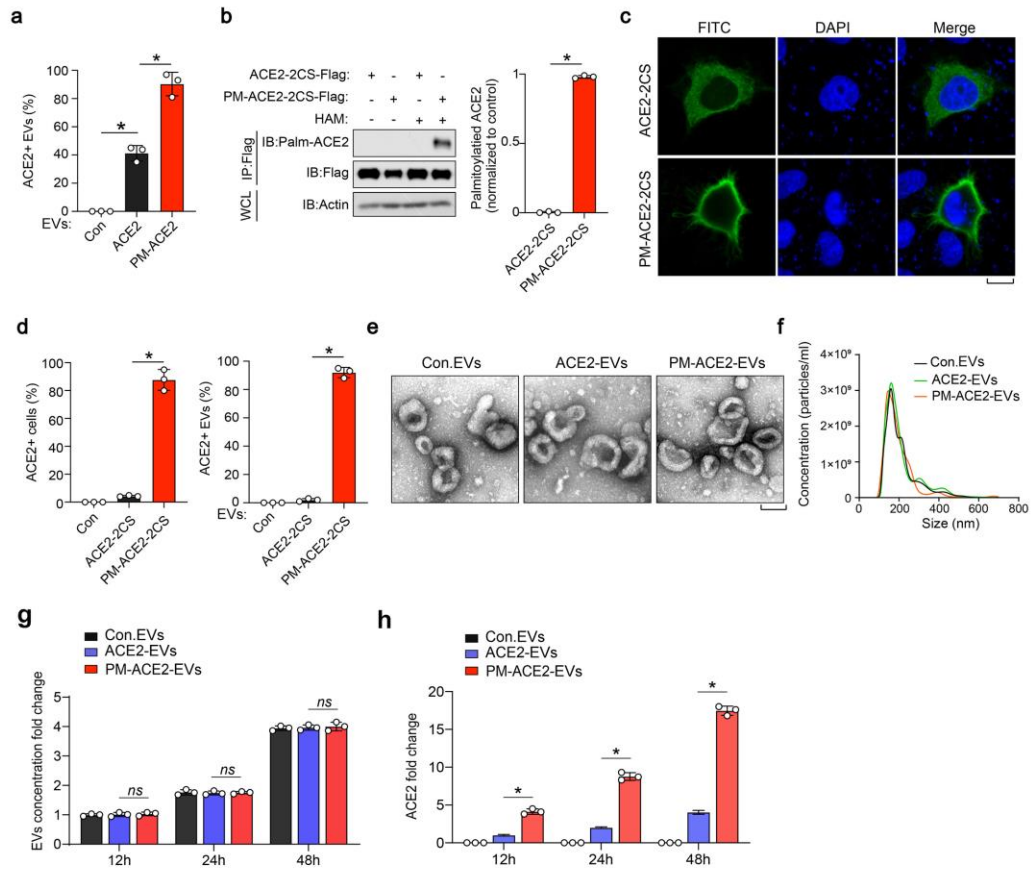 a
ACE2+ EVs (%)
100
80
60
40
20
0
*
*
EVs:
Con
ACE2
PM-ACE2
b
ACE2-2CS-Flag: + - + -
PM-ACE2-2CS-Flag: - + - +
HAM: - - + +
IP:Flag
IB:Palm-ACE2
IB:Flag
WCL
IB:Actin
Palmitoylatied ACE2
(normalized to control)
1
0.5
0
*
ACE2-2CS
PM-ACE2-2CS
c
FITC DAPI Merge
ACE2-2CS
PM-ACE2-2CS
d
ACE2+ cells (%)
100
80
60
40
20
0
*
Con
ACE2-2CS
PM-ACE2-2CS
ACE2+ EVs (%)
100
80
60
40
20
0
*
EVs:
Con
ACE2-2CS
PM-ACE2-2CS
e
Con.EVs ACE2-EVs PM-ACE2-EVs
f
Concentration (particles/ml)
4×10⁹
3×10⁹
2×10⁹
1×10⁹
0
0 200 400 600 800
Size (nm)
Con.EVs
ACE2-EVs
PM-ACE2-EVs
g
Con.EVs
ACE2-EVs
PM-ACE2-EVs
EVs concentration fold change
5
4
3
2
1
0
ns
ns
ns
12h 24h 48h
h
Con.EVs
ACE2-EVs
PM-ACE2-EVs
ACE2 fold change
20
15
10
5
0
*
*
*
12h 24h 48h